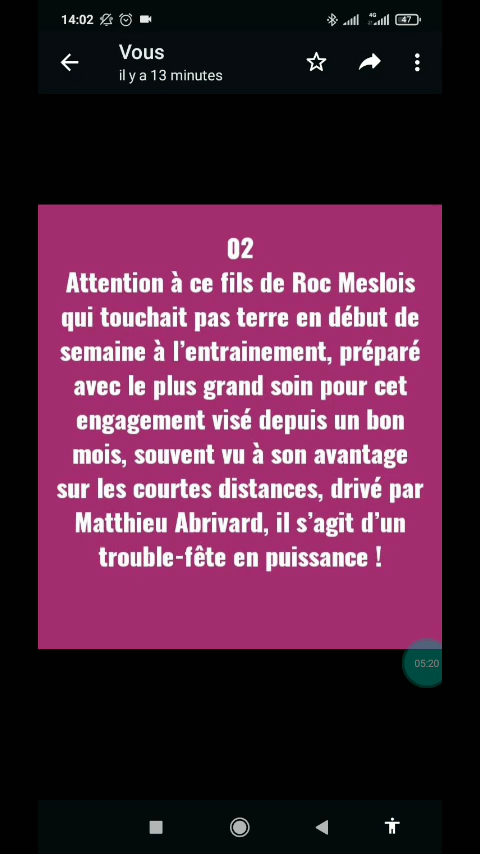 14:02
4G
47
Vous
il y a 13 minutes
02
Attention à ce fils de Roc Meslois
qui touchait pas terre en début de
semaine à l’entrainement, préparé
avec le plus grand soin pour cet
engagement visé depuis un bon
mois, souvent vu à son avantage
sur les courtes distances, drivé par
Matthieu Abrivard, il s’agit d’un
trouble-fête en puissance !
05:20